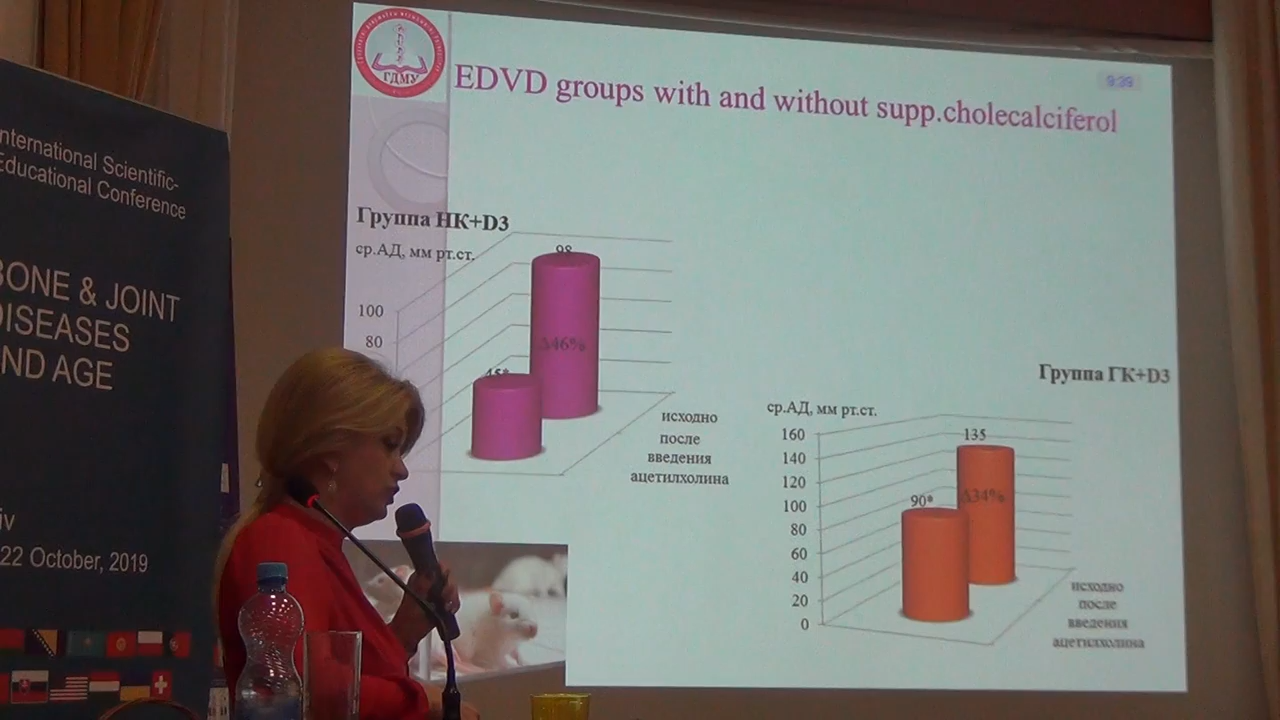 nternational Scientific-
Educational Conference
BONE & JOINT
DISEASES
AND AGE
iv
22 October, 2019
ГДМУ
EDVD groups with and without supp.cholecalciferol
9:39
Группа НК+D3
ср.АД, мм рт.ст.
98
100
80
Δ46%
45*
исходно
после
введения
ацетилхолина
Группа ГК+D3
ср.АД, мм рт.ст.
160
140
120
100
80
60
40
20
0
135
90*
Δ34%
исходно
после
введения
ацетилхолина